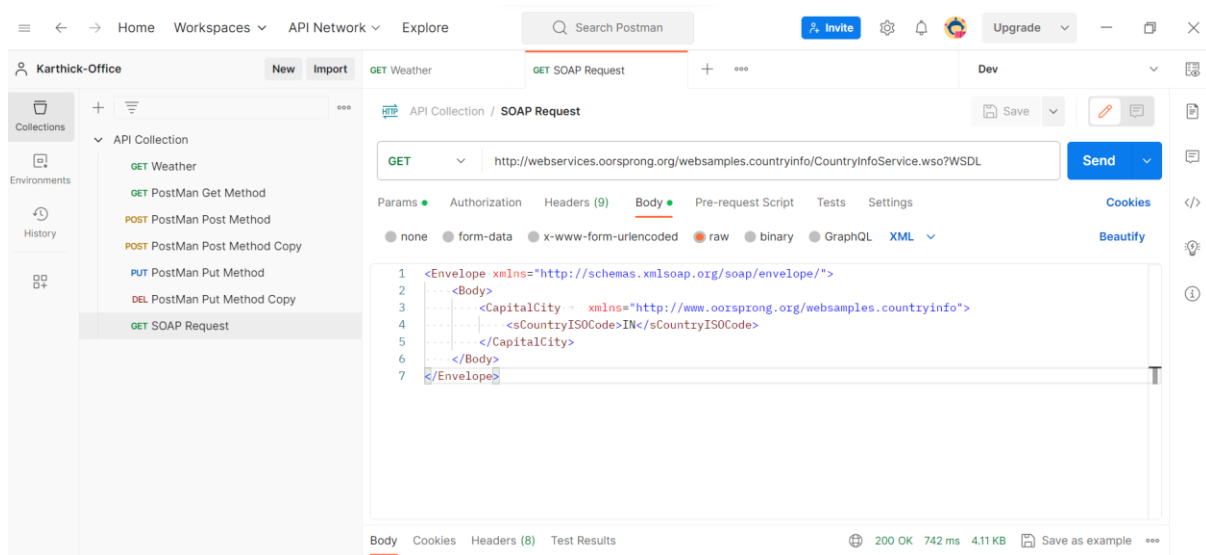 Home Workspaces API Network Explore Search Postman Invite Upgrade
Karthick-Office New Import GET Weather GET SOAP Request Dev
Collections
Environments
History
API Collection
GET Weather
GET PostMan Get Method
POST PostMan Post Method
POST PostMan Post Method Copy
PUT PostMan Put Method
DEL PostMan Put Method Copy
GET SOAP Request
HTTP API Collection / SOAP Request Save
GET http://webservices.oorsprong.org/websamples.countryinfo/CountryInfoService.wso?WSDL Send
Params Authorization Headers (9) Body Pre-request Script Tests Settings Cookies
none form-data x-www-form-urlencoded raw binary GraphQL XML Beautify
1 <Envelope xmlns="http://schemas.xmlsoap.org/soap/envelope/">
2 <Body>
3 <CapitalCity xmlns="http://www.oorsprong.org/websamples.countryinfo">
4 <sCountryISOCode>IN</sCountryISOCode>
5 </CapitalCity>
6 </Body>
7 </Envelope>
Body Cookies Headers (8) Test Results 200 OK 742 ms 4.11 KB Save as example